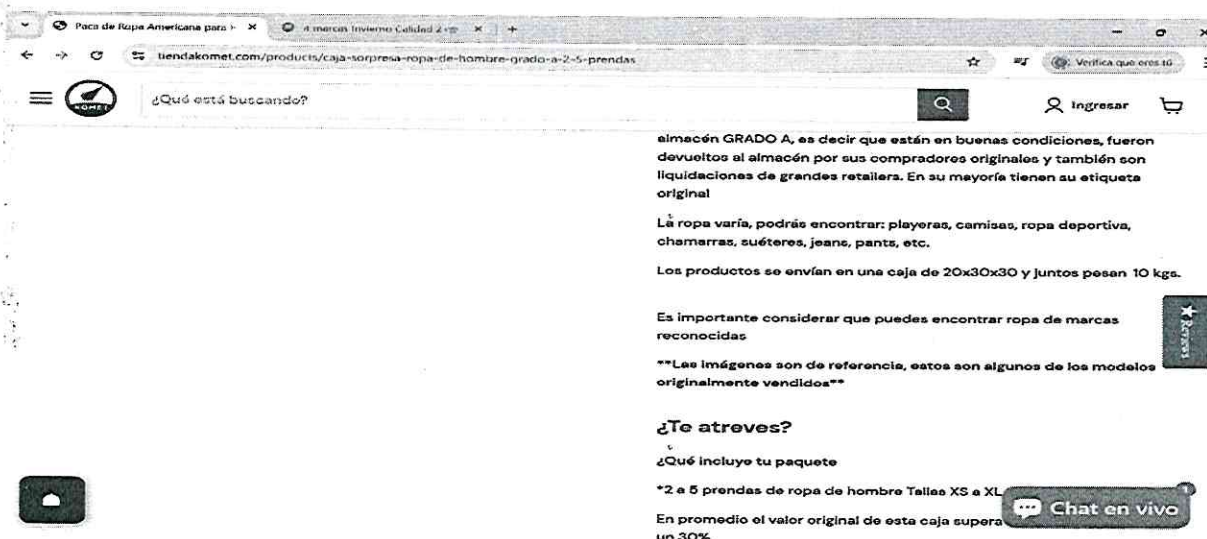 Paca de Ropa Americana para
4 marcas Invierno Calidad 2
tiendakomet.com/products/caja-sorpresa-ropa-de-hombre-grado-a-2-5-prendas
Verifica que eres tú
KOMET
¿Qué está buscando?
Ingresar
almacén GRADO A, es decir que están en buenas condiciones, fueron
devueltos al almacén por sus compradores originales y también son
liquidaciones de grandes retailers. En su mayoría tienen su etiqueta
original
La ropa varía, podrás encontrar: playeras, camisas, ropa deportiva,
chamarras, suéteres, jeans, pants, etc.
Los productos se envían en una caja de 20x30x30 y juntos pesan 10 kgs.
Es importante considerar que puedes encontrar ropa de marcas
reconocidas
★ Reviews
**Las imágenes son de referencia, estos son algunos de los modelos
originalmente vendidos**
¿Te atreves?
¿Qué incluye tu paquete
*2 a 5 prendas de ropa de hombre Tallas XS a XL
1
Chat en vivo
En promedio el valor original de esta caja supera
un 30%